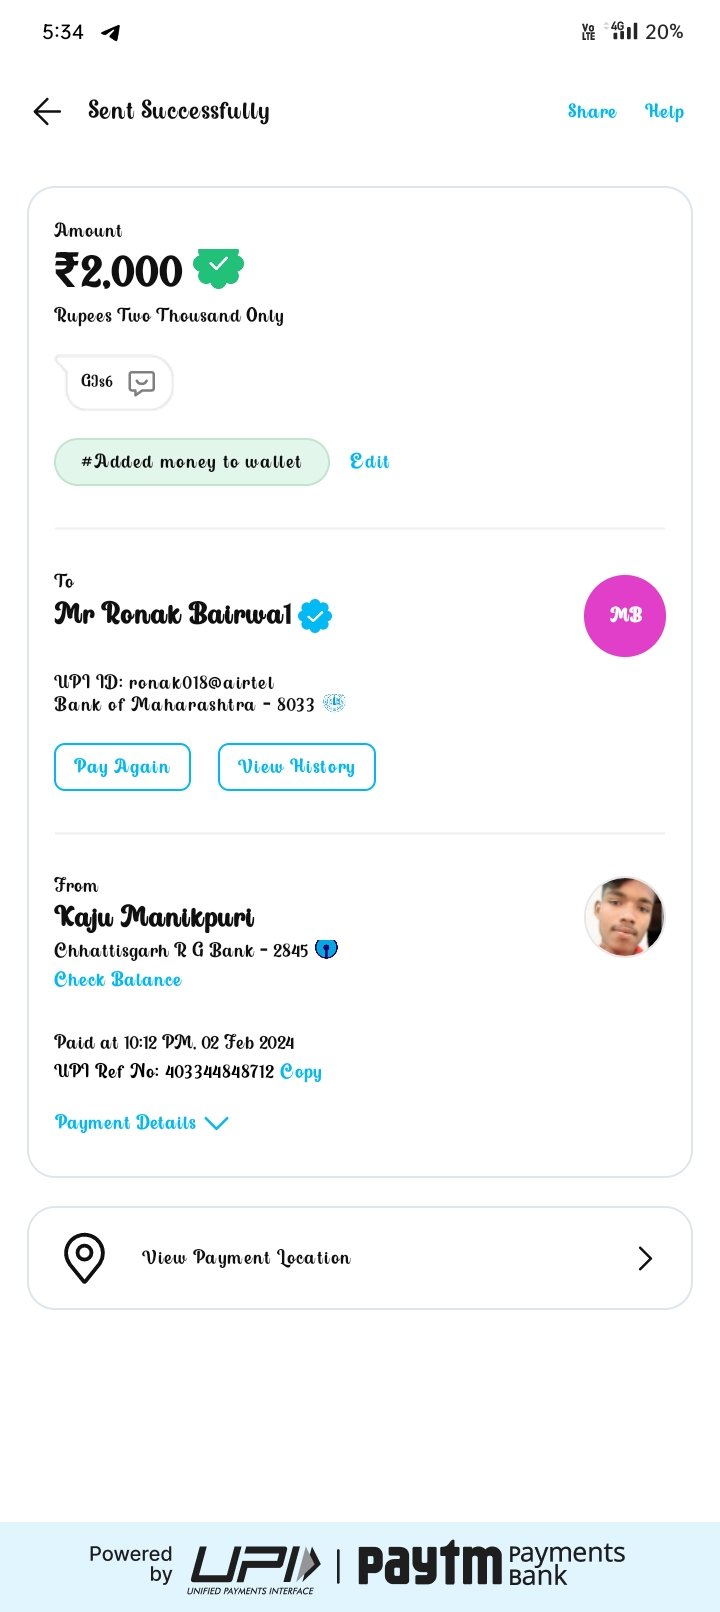 5:34 Vo LTE 4G 20%
Sent Successfully Share Help
Amount
₹2,000
Rupees Two Thousand Only
GJs6
#Added money to wallet Edit
To
Mr Ronak Bairwa1
MB
UPI ID: ronak018@airtel
Bank of Maharashtra - 8033
Pay Again View History
From
Kaju Manikpuri
Chhattisgarh R G Bank - 2845
Check Balance
Paid at 10:12 PM, 02 Feb 2024
UPI Ref No: 403344848712 Copy
Payment Details
View Payment Location
Powered by UPI UNIFIED PAYMENTS INTERFACE | paytm Payments Bank